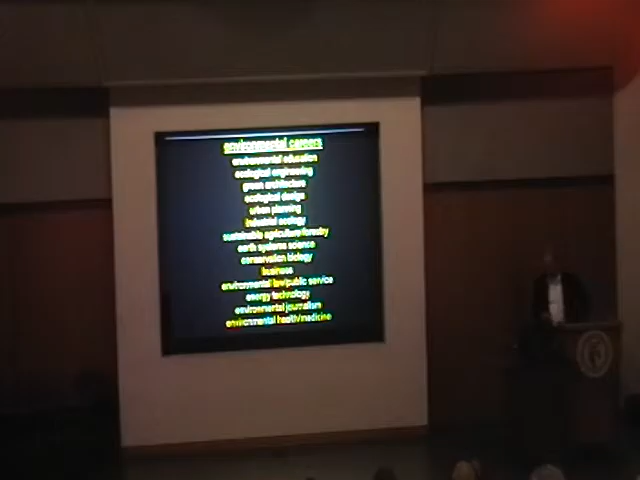 environmental careers
environmental education
ecological engineering
green architecture
ecological design
urban planning
industrial ecology
sustainable agriculture/forestry
earth systems science
conservation biology
business
environmental law/public service
energy technology
environmental journalism
environmental health/medicine